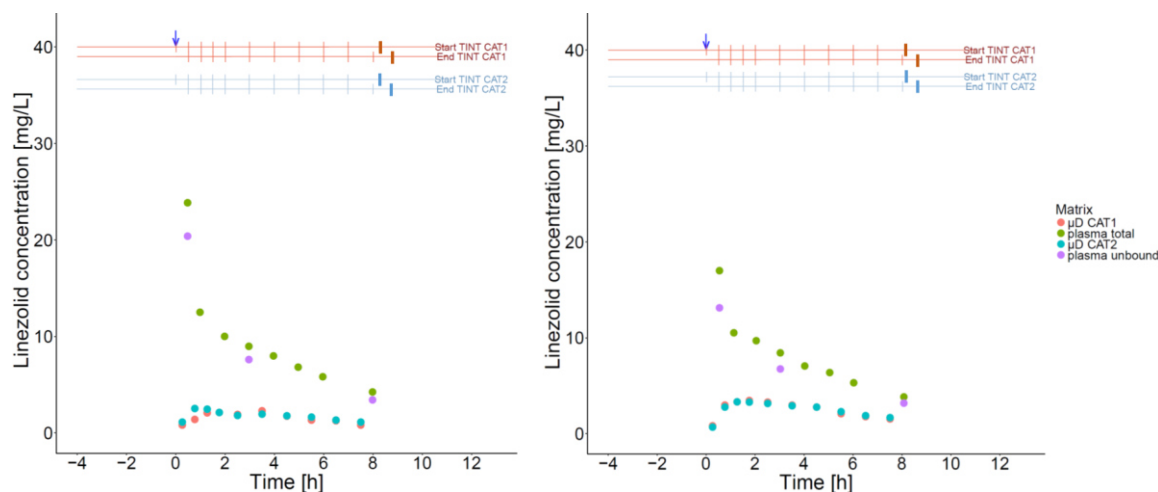 40
30
20
10
0
Linezolid concentration [mg/L]
Start TINT CAT1
End TINT CAT1
Start TINT CAT2
End TINT CAT2
−4 −2 0 2 4 6 8 10 12
Time [h]
40
30
20
10
0
Linezolid concentration [mg/L]
Start TINT CAT1
End TINT CAT1
Start TINT CAT2
End TINT CAT2
−4 −2 0 2 4 6 8 10 12
Time [h]
Matrix
µD CAT1
plasma total
µD CAT2
plasma unbound